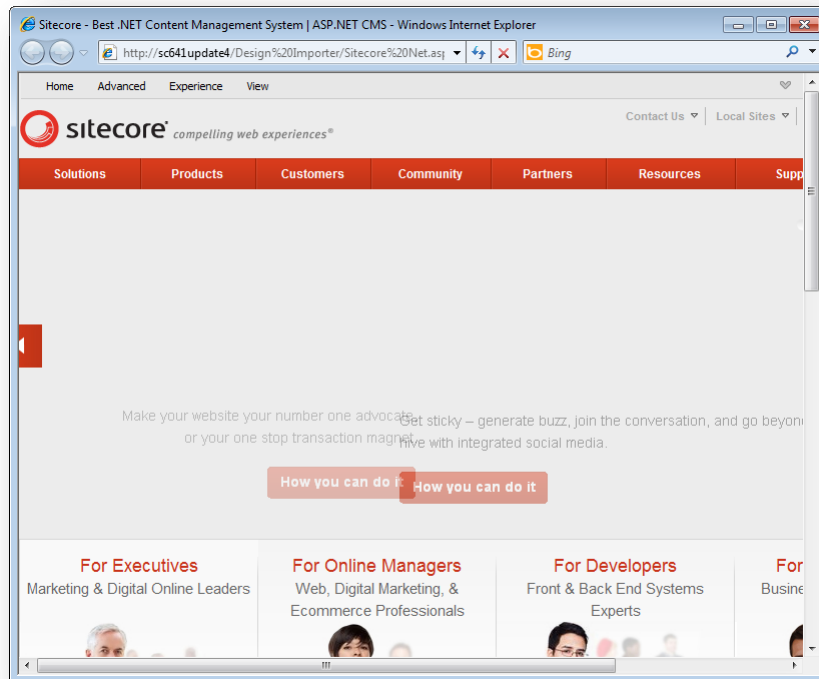 Sitecore - Best .NET Content Management System | ASP.NET CMS - Windows Internet Explorer
http://sc641update4/Design%20Importer/Sitecore%20Net.asp
Bing
Home Advanced Experience View
sitecore compelling web experiences®
Contact Us Local Sites
Solutions Products Customers Community Partners Resources Supp
Make your website your number one advocate
Get sticky – generate buzz, join the conversation, and go beyon
or your one stop transaction magnet
hive with integrated social media.
How you can do it
How you can do it
For Executives For Online Managers For Developers For
Marketing & Digital Online Leaders Web, Digital Marketing, & Front & Back End Systems Busine
Ecommerce Professionals Experts